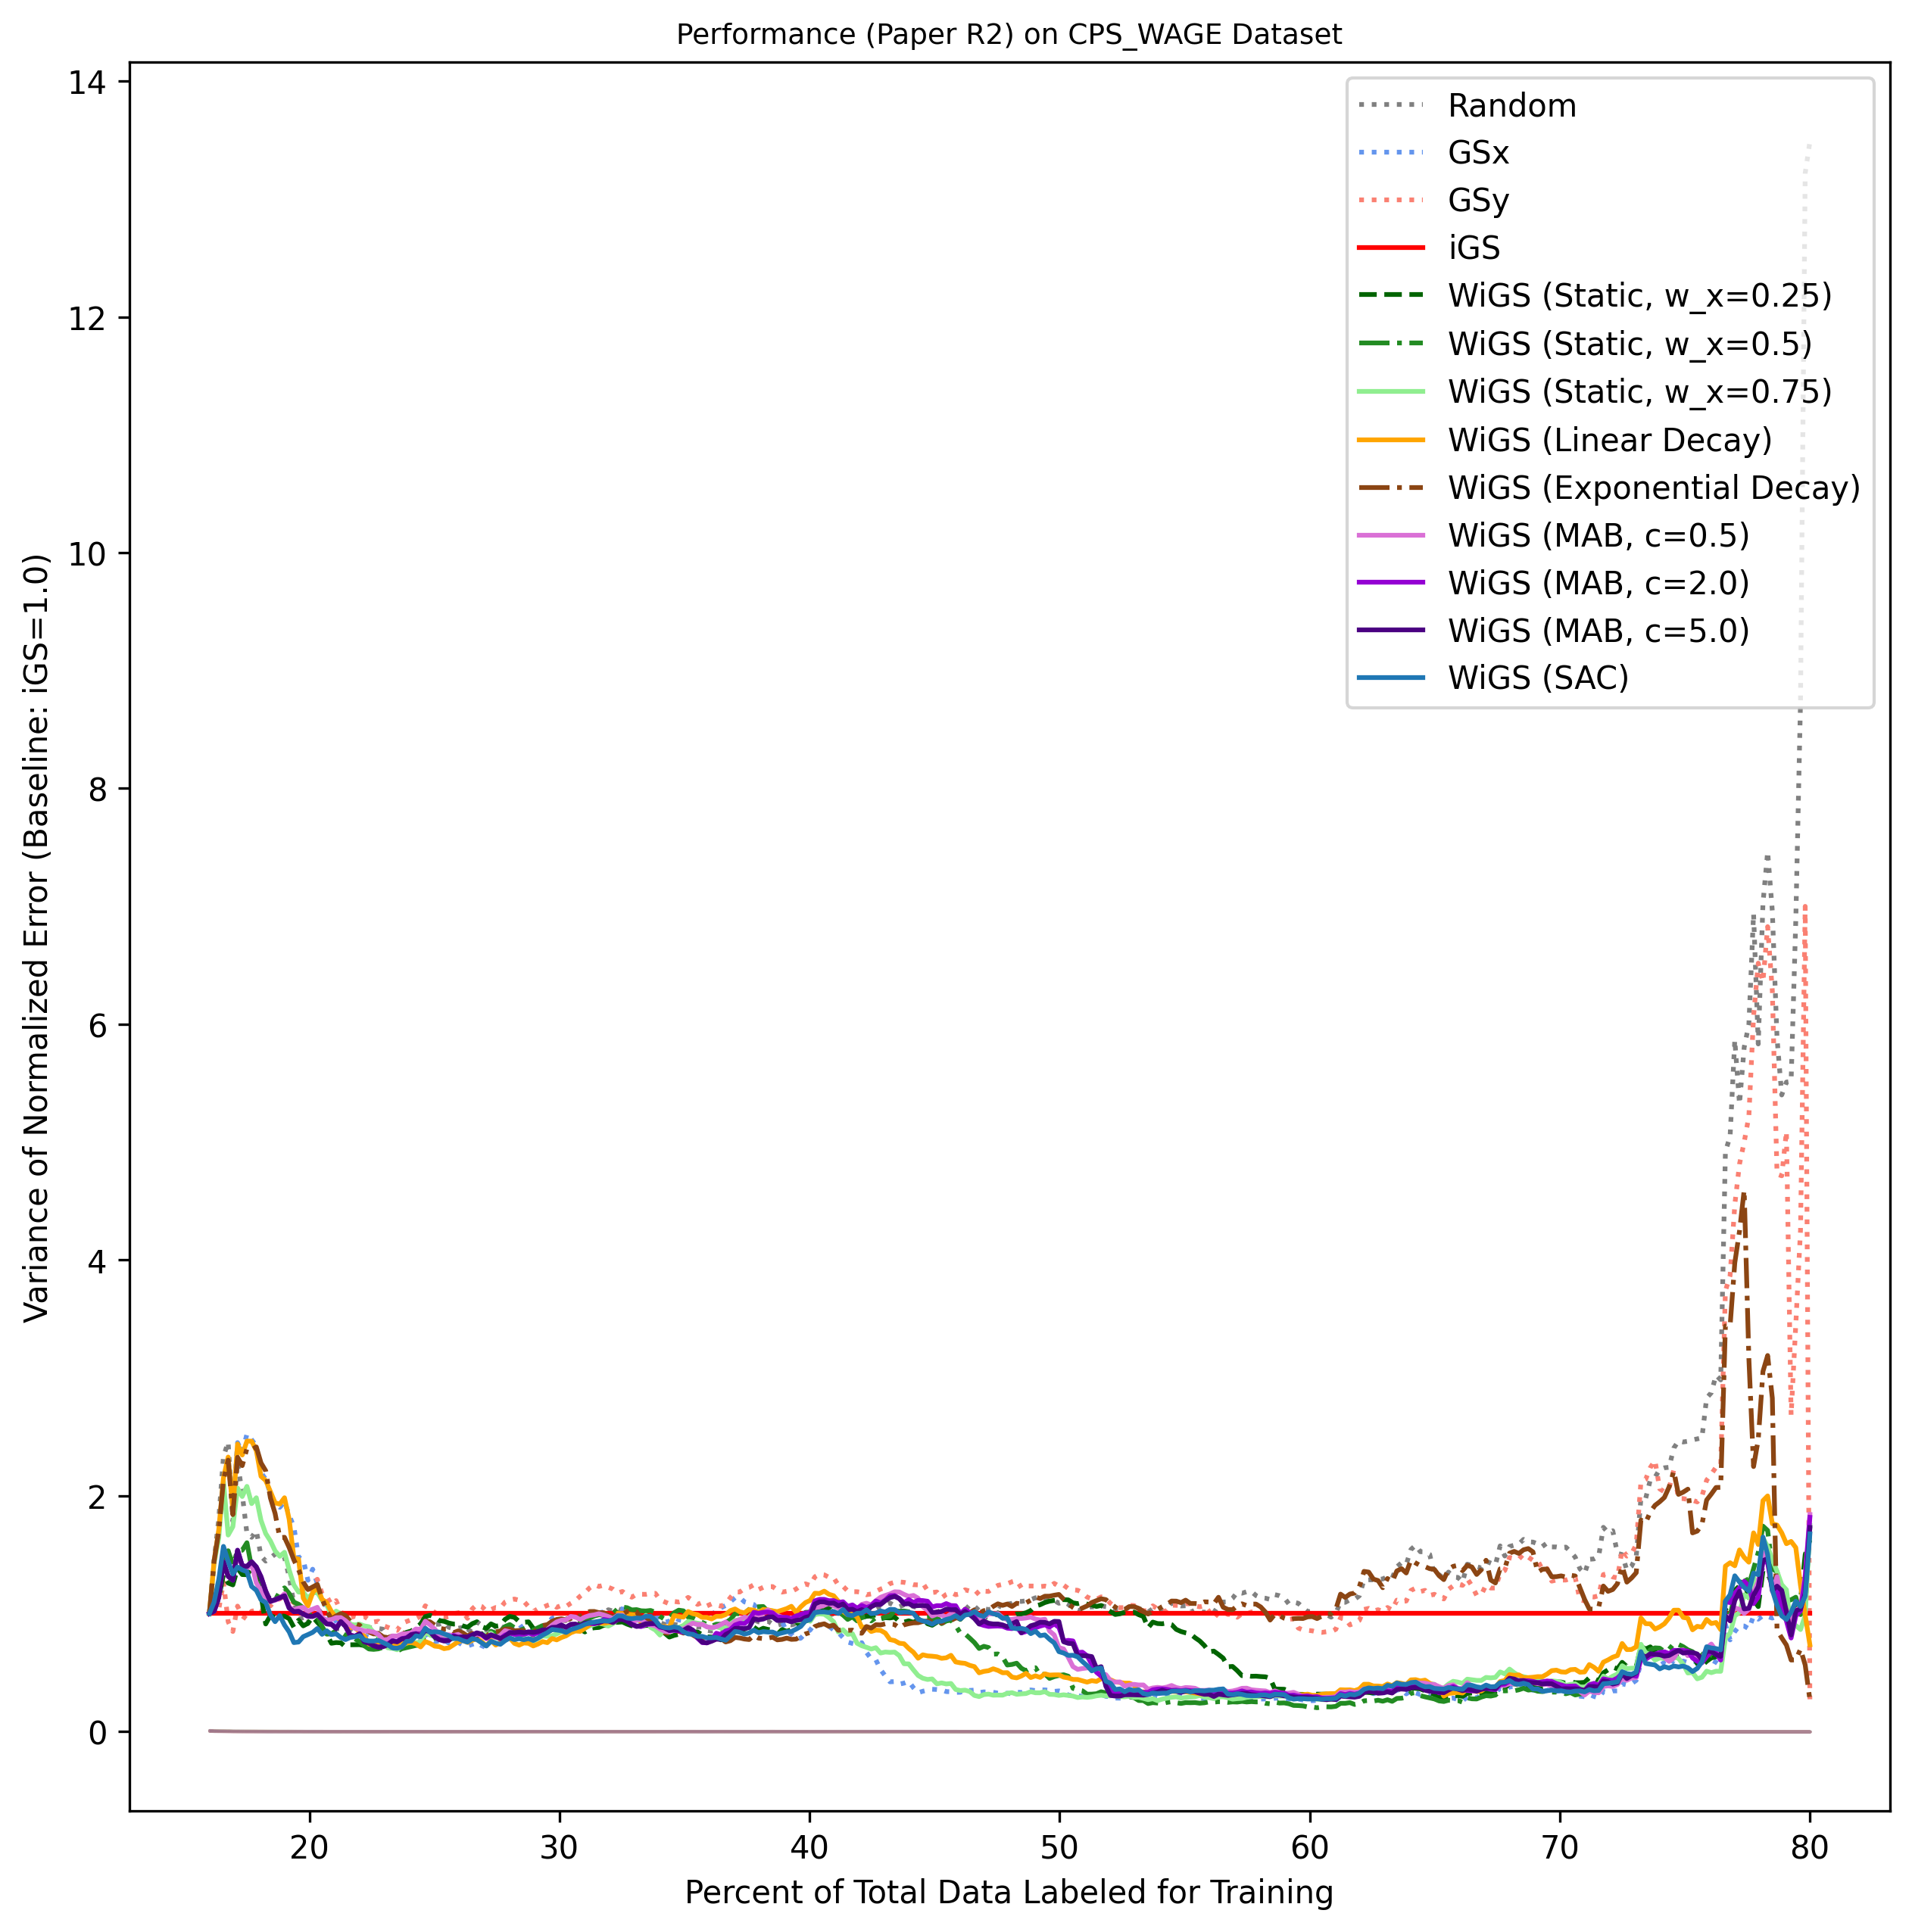 Performance (Paper R2) on CPS_WAGE Dataset
Variance of Normalized Error (Baseline: iGS=1.0)
14
12
10
8
6
4
2
0
Random
GSx
GSy
iGS
WiGS (Static, w_x=0.25)
WiGS (Static, w_x=0.5)
WiGS (Static, w_x=0.75)
WiGS (Linear Decay)
WiGS (Exponential Decay)
WiGS (MAB, c=0.5)
WiGS (MAB, c=2.0)
WiGS (MAB, c=5.0)
WiGS (SAC)
20 30 40 50 60 70 80
Percent of Total Data Labeled for Training